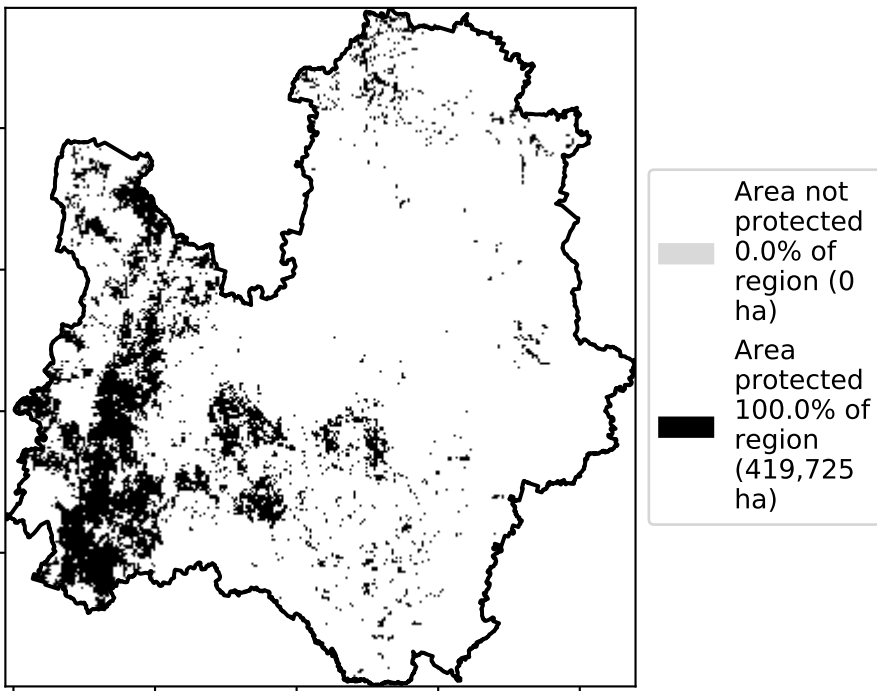 Area not
protected
0.0% of
region (0
ha)
Area
protected
100.0% of
region
(419,725
ha)